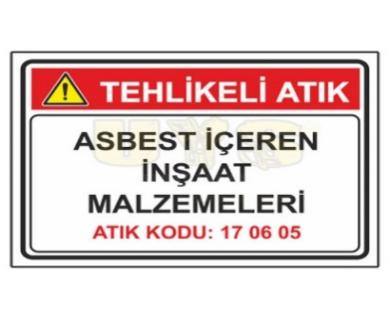 TEHLİKELİ ATIK
ASBEST İÇEREN
İNŞAAT
MALZEMELERİ
ATIK KODU: 17 06 05